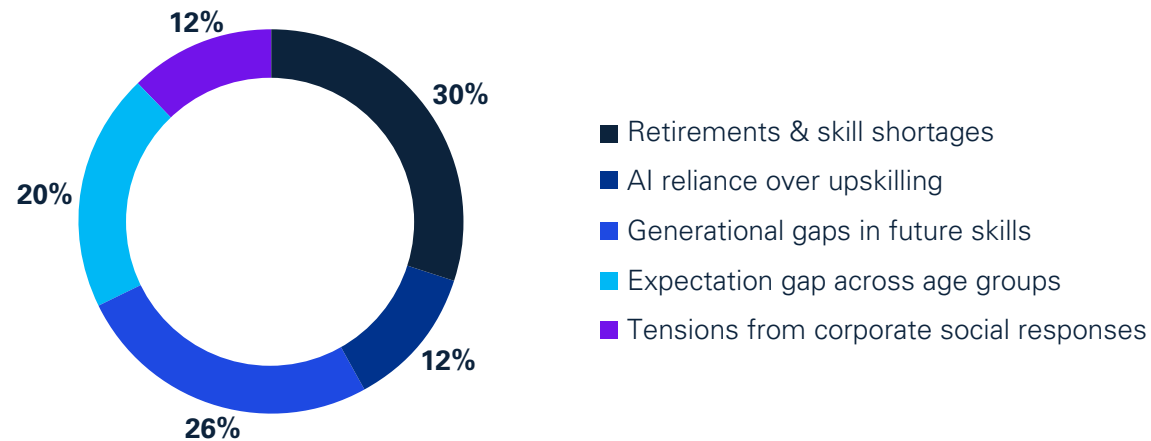 12%
30%
20%
12%
26%
Retirements & skill shortages
AI reliance over upskilling
Generational gaps in future skills
Expectation gap across age groups
Tensions from corporate social responses